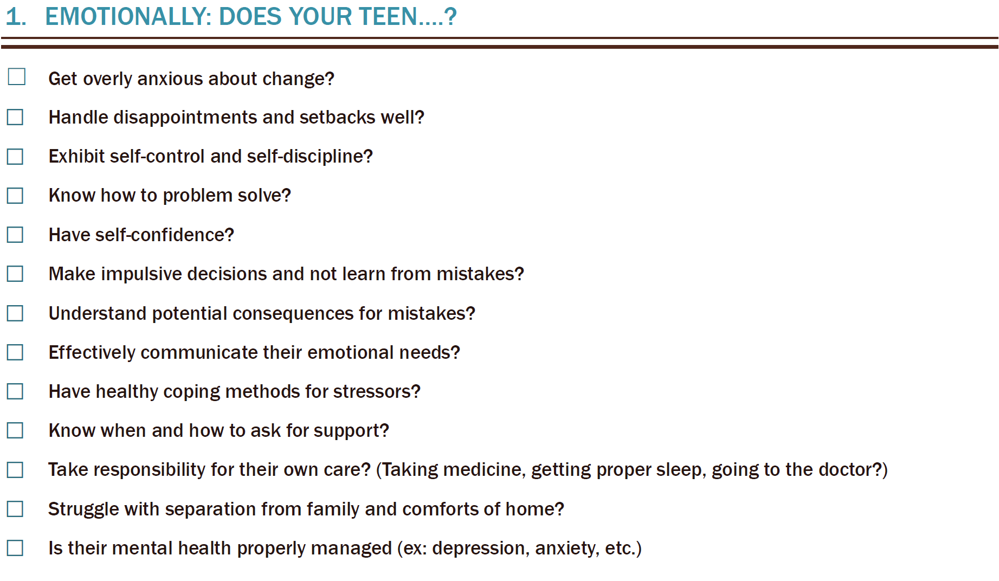 1. EMOTIONALLY: DOES YOUR TEEN....?
Get overly anxious about change?
Handle disappointments and setbacks well?
Exhibit self-control and self-discipline?
Know how to problem solve?
Have self-confidence?
Make impulsive decisions and not learn from mistakes?
Understand potential consequences for mistakes?
Effectively communicate their emotional needs?
Have healthy coping methods for stressors?
Know when and how to ask for support?
Take responsibility for their own care? (Taking medicine, getting proper sleep, going to the doctor?)
Struggle with separation from family and comforts of home?
Is their mental health properly managed (ex: depression, anxiety, etc.)